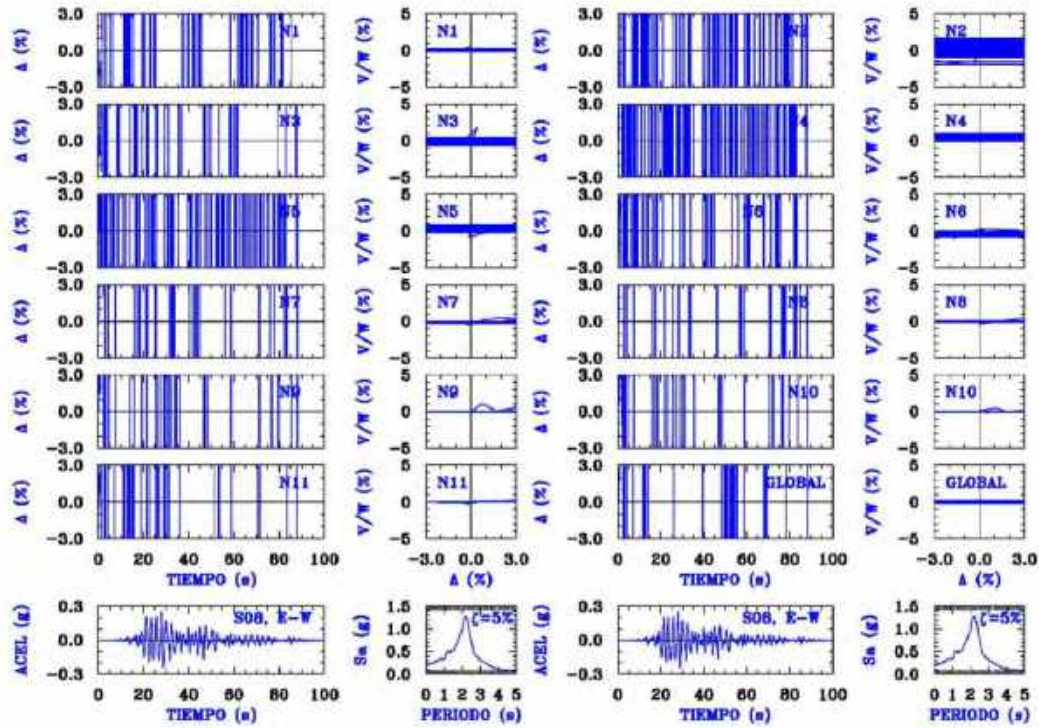 3.0 5 3.0 5
Δ (%) 0.0 N1 V/W (%) 0 N1 Δ (%) 0.0 N2 V/W (%) 0 N2
−3.0 −5 −3.0 −5
3.0 5 3.0 5
Δ (%) 0.0 N3 V/W (%) 0 N3 Δ (%) 0.0 N4 V/W (%) 0 N4
−3.0 −5 −3.0 −5
3.0 5 3.0 5
Δ (%) 0.0 N5 V/W (%) 0 N5 Δ (%) 0.0 N6 V/W (%) 0 N6
−3.0 −5 −3.0 −5
3.0 5 3.0 5
Δ (%) 0.0 N7 V/W (%) 0 N7 Δ (%) 0.0 N8 V/W (%) 0 N8
−3.0 −5 −3.0 −5
3.0 5 3.0 5
Δ (%) 0.0 N9 V/W (%) 0 N9 Δ (%) 0.0 N10 V/W (%) 0 N10
−3.0 −5 −3.0 −5
3.0 5 3.0 5
Δ (%) 0.0 N11 V/W (%) 0 N11 Δ (%) 0.0 GLOBAL V/W (%) 0 GLOBAL
−3.0 −5 −3.0 −5
0 20 40 60 80 100 −3.0 0.0 3.0 0 20 40 60 80 100 −3.0 0.0 3.0
TIEMPO (s) Δ (%) TIEMPO (s) Δ (%)
0.3 S08, E−W 1.5 ζ=5% 0.3 S08, E−W 1.5 ζ=5%
ACEL (g) 0.0 Sa (g) 1.0 0.5 ACEL (g) 0.0 Sa (g) 1.0 0.5
−0.3 0.0 −0.3 0.0
0 20 40 60 80 100 0 1 2 3 4 5 0 20 40 60 80 100 0 1 2 3 4 5
TIEMPO (s) PERIODO (s) TIEMPO (s) PERIODO (s)